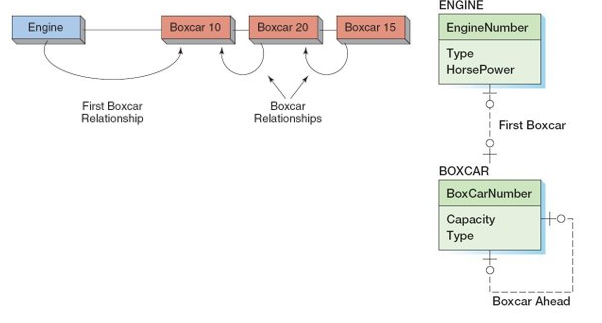 Engine
Boxcar 10
Boxcar 20
Boxcar 15
First Boxcar
Relationship
Boxcar
Relationships
ENGINE
EngineNumber
Type
HorsePower
First Boxcar
BOXCAR
BoxCarNumber
Capacity
Type
Boxcar Ahead